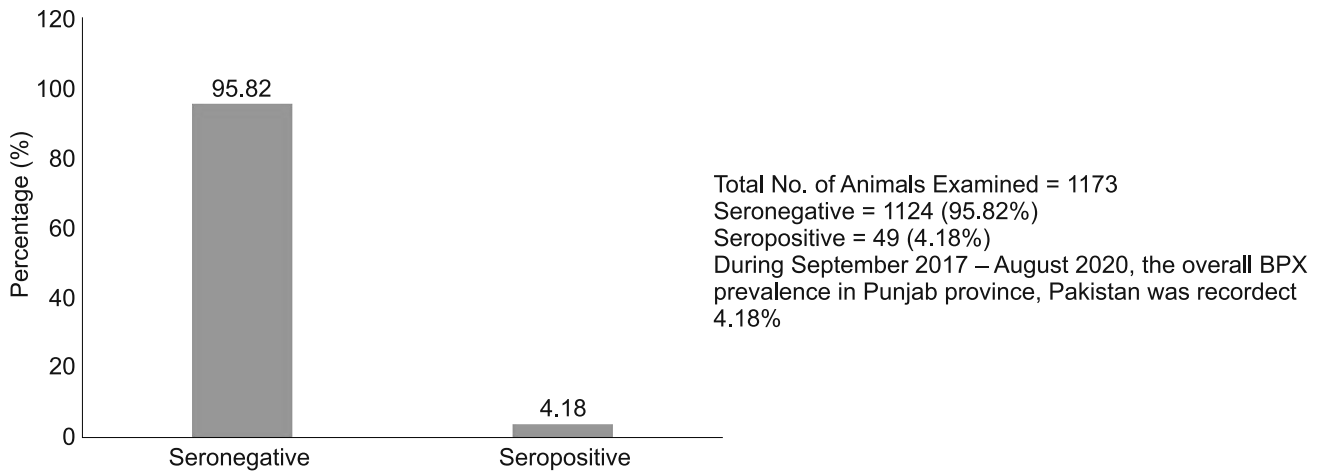 120
100
80
60
40
20
0
Percentage (%)
95.82
4.18
Seronegative
Seropositive
Total No. of Animals Examined = 1173
Seronegative = 1124 (95.82%)
Seropositive = 49 (4.18%)
During September 2017 – August 2020, the overall BPX
prevalence in Punjab province, Pakistan was recordect
4.18%